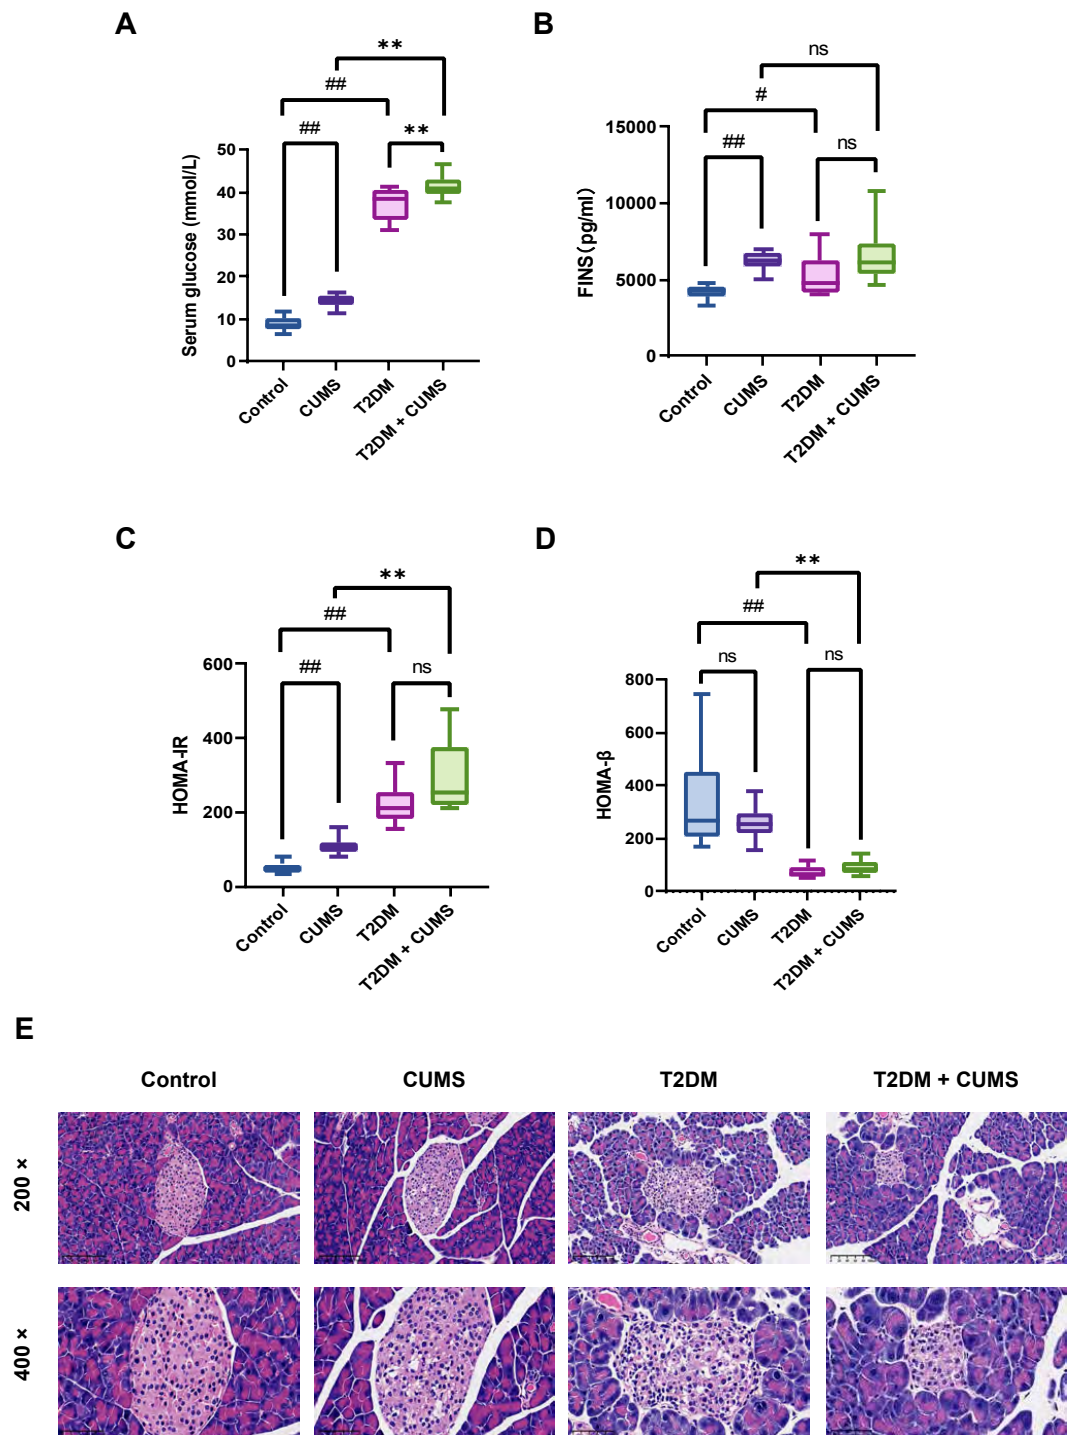 A
B
**
##
##
**
Serum glucose (mmol/L)
50
40
30
20
10
0
Control
CUMS
T2DM
T2DM + CUMS
ns
#
##
ns
FINS(pg/ml)
15000
10000
5000
0
Control
CUMS
T2DM
T2DM + CUMS
C
D
**
##
##
ns
HOMA-IR
600
400
200
0
Control
CUMS
T2DM
T2DM + CUMS
**
##
ns
ns
HOMA-β
800
600
400
200
0
Control
CUMS
T2DM
T2DM + CUMS
E
Control
CUMS
T2DM
T2DM + CUMS
200 ×
400 ×